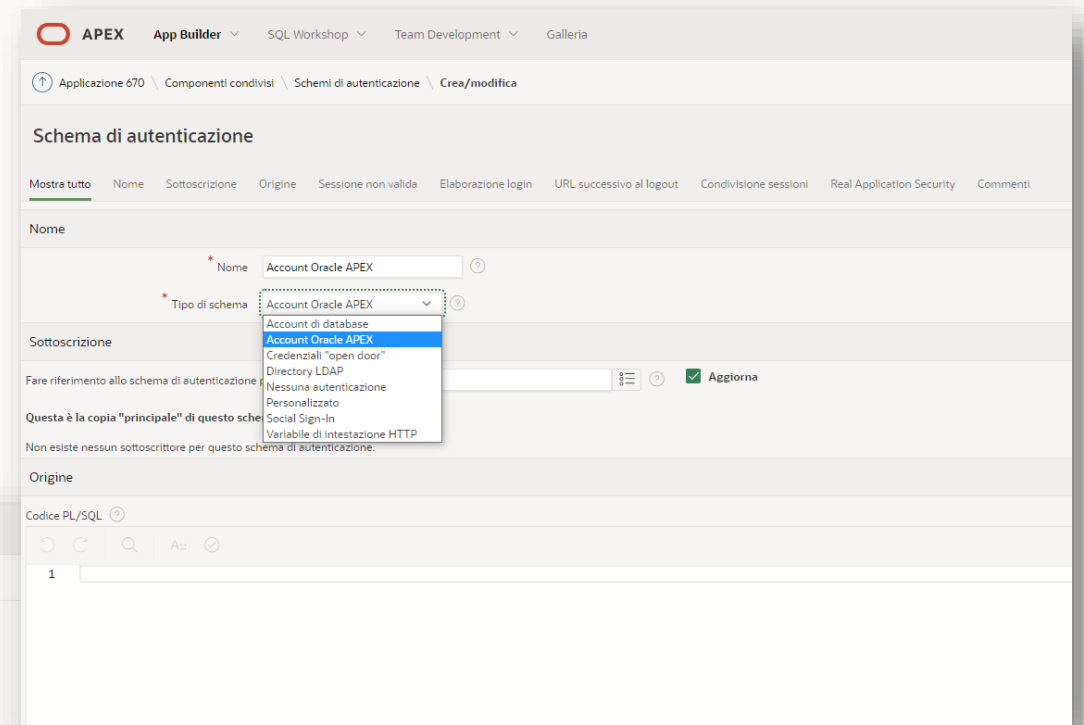 APEX App Builder SQL Workshop Team Development Galleria
Applicazione 670 \ Componenti condivisi \ Schemi di autenticazione \ Crea/modifica
Schema di autenticazione
Mostra tutto Nome Sottoscrizione Origine Sessione non valida Elaborazione login URL successivo al logout Condivisione sessioni Real Application Security Commenti
Nome
* Nome Account Oracle APEX ?
* Tipo di schema Account Oracle APEX ?
Account di database
Account Oracle APEX
Credenziali "open door"
Directory LDAP
Nessuna autenticazione
Personalizzato
Social Sign-In
Variabile di intestazione HTTP
Sottoscrizione
Fare riferimento allo schema di autenticazione ? Aggiorna
Questa è la copia "principale" di questo
Non esiste nessun sottoscrittore per questo schema di autenticazione.
Origine
Codice PL/SQL ?
1